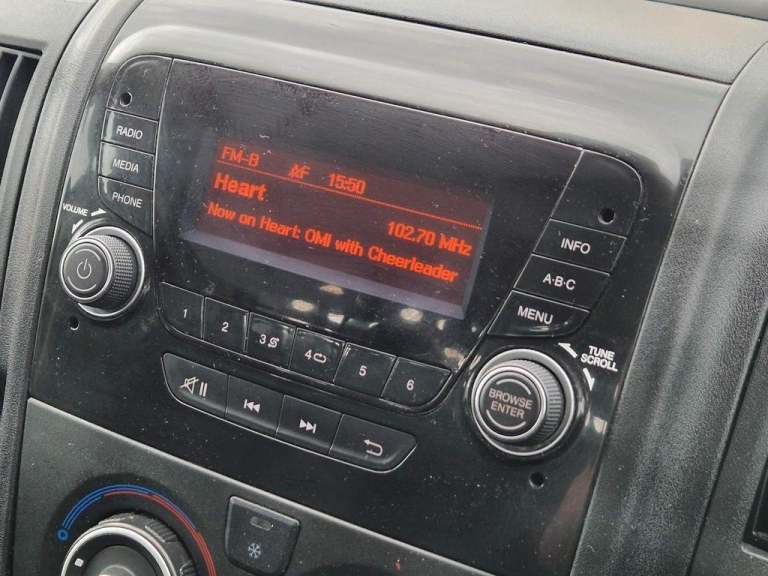 RADIO
MEDIA
PHONE
VOLUME
FM-B AF 15:50
Heart
102.70 MHz
Now on Heart: OMI with Cheerleader
INFO
A·B·C
MENU
1 2 3 4 5 6
TUNE
SCROLL
BROWSE
ENTER